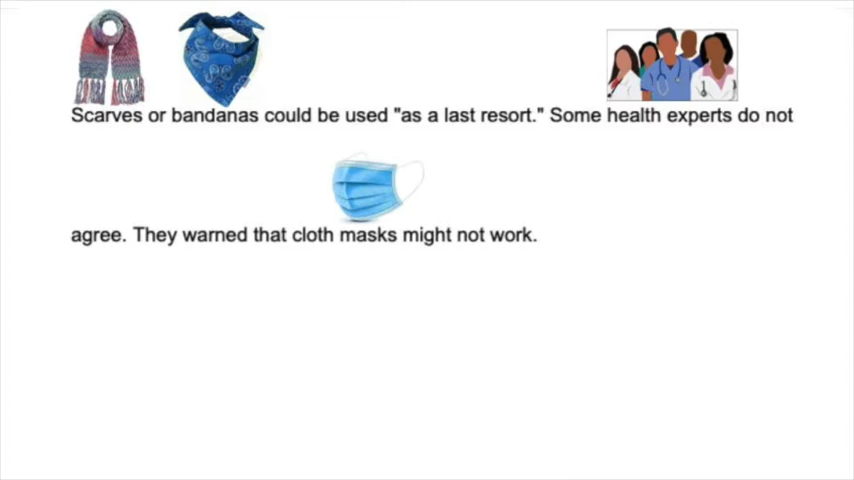 Scarves or bandanas could be used "as a last resort." Some health experts do not
agree. They warned that cloth masks might not work.